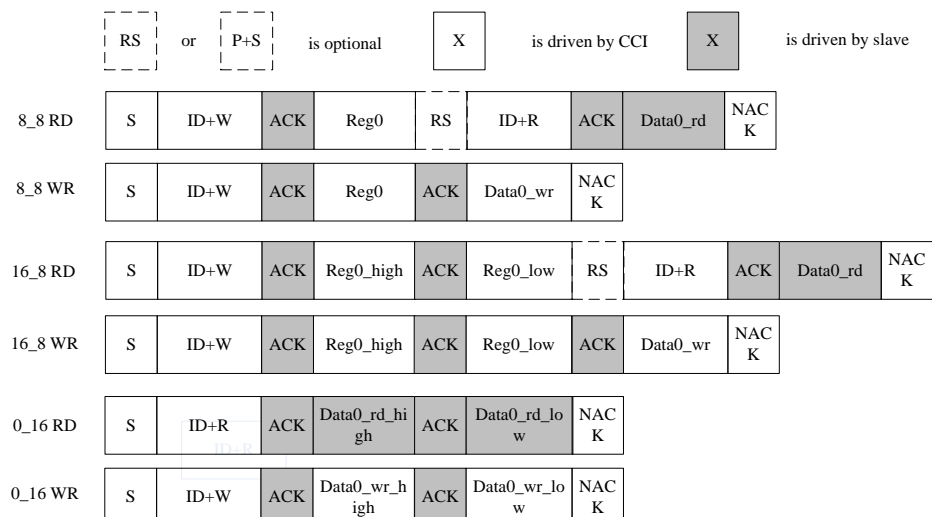 RS or P+S is optional X is driven by CCI X is driven by slave
8_8 RD S ID+W ACK Reg0 RS ID+R ACK Data0_rd NAC
K
8_8 WR S ID+W ACK Reg0 ACK Data0_wr NAC
K
16_8 RD S ID+W ACK Reg0_high ACK Reg0_low RS ID+R ACK Data0_rd NAC
K
16_8 WR S ID+W ACK Reg0_high ACK Reg0_low ACK Data0_wr NAC
K
0_16 RD S ID+R ACK Data0_rd_hi
gh ACK Data0_rd_lo
w NAC
K
ID+R
0_16 WR S ID+W ACK Data0_wr_h
igh ACK Data0_wr_lo
w NAC
K